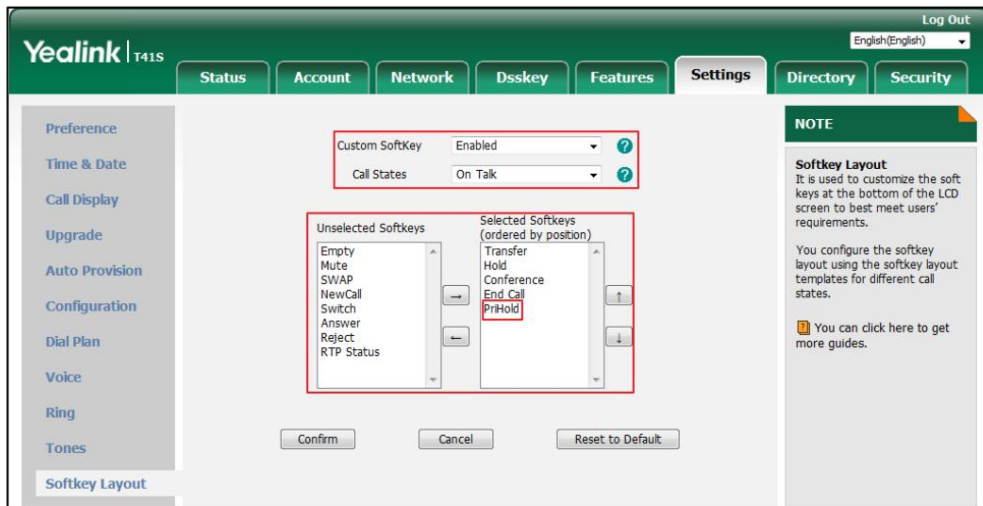 Log Out
Yealink T41S
English(English)
Status Account Network Dsskey Features Settings Directory Security
Preference
Time & Date
Call Display
Upgrade
Auto Provision
Configuration
Dial Plan
Voice
Ring
Tones
Softkey Layout
Custom SoftKey Enabled ?
Call States On Talk ?
Unselected Softkeys
Empty
Mute
SWAP
NewCall
Switch
Answer
Reject
RTP Status
→
←
Selected Softkeys
(ordered by position)
Transfer
Hold
Conference
End Call
PriHold
↑
↓
Confirm Cancel Reset to Default
NOTE
Softkey Layout
It is used to customize the soft
keys at the bottom of the LCD
screen to best meet users'
requirements.
You configure the softkey
layout using the softkey layout
templates for different call
states.
? You can click here to get
more guides.